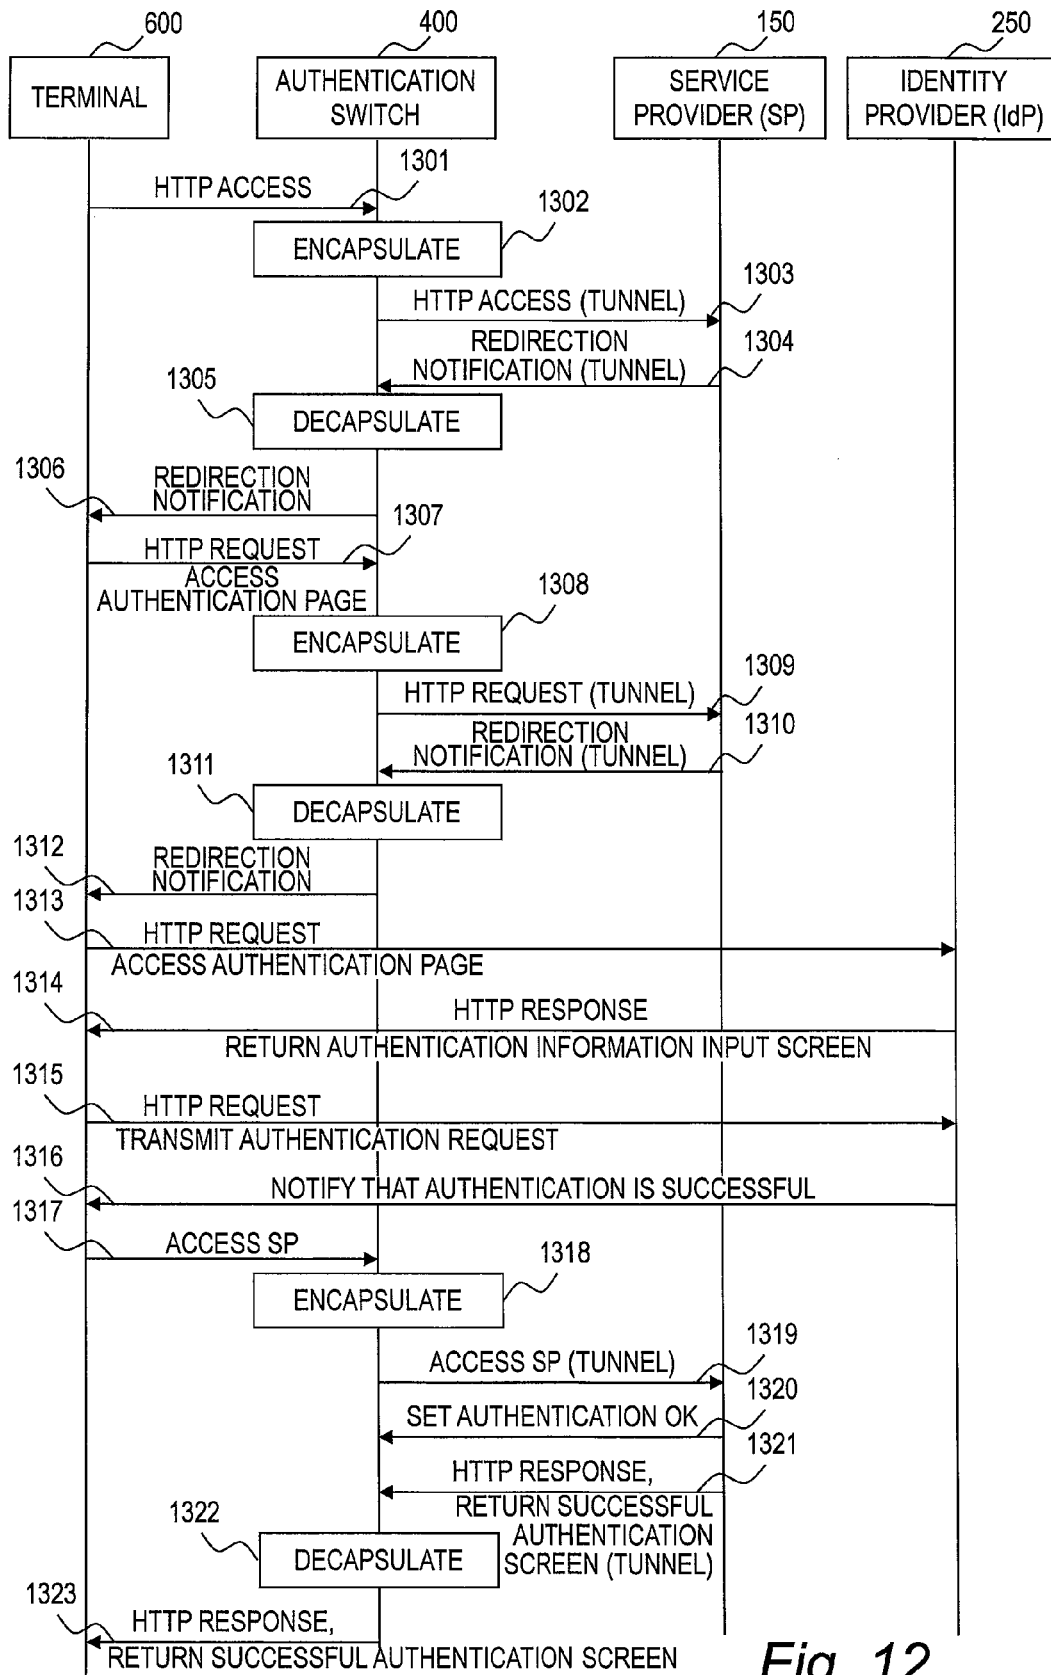 600
400
150
250
TERMINAL
AUTHENTICATION
SWITCH
SERVICE
PROVIDER (SP)
IDENTITY
PROVIDER (IdP)
HTTP ACCESS
1301
1302
ENCAPSULATE
HTTP ACCESS (TUNNEL)
1303
REDIRECTION
NOTIFICATION (TUNNEL)
1304
1305
DECAPSULATE
1306
REDIRECTION
NOTIFICATION
1307
HTTP REQUEST
ACCESS
AUTHENTICATION PAGE
1308
ENCAPSULATE
HTTP REQUEST (TUNNEL)
1309
REDIRECTION
NOTIFICATION (TUNNEL)
1310
1311
DECAPSULATE
1312
REDIRECTION
NOTIFICATION
1313
HTTP REQUEST
ACCESS AUTHENTICATION PAGE
1314
HTTP RESPONSE
RETURN AUTHENTICATION INFORMATION INPUT SCREEN
1315
HTTP REQUEST
TRANSMIT AUTHENTICATION REQUEST
1316
NOTIFY THAT AUTHENTICATION IS SUCCESSFUL
1317
ACCESS SP
1318
ENCAPSULATE
1319
ACCESS SP (TUNNEL)
1320
SET AUTHENTICATION OK
1321
HTTP RESPONSE,
RETURN SUCCESSFUL
AUTHENTICATION
SCREEN (TUNNEL)
1322
DECAPSULATE
1323
HTTP RESPONSE,
RETURN SUCCESSFUL AUTHENTICATION SCREEN
Fig. 12